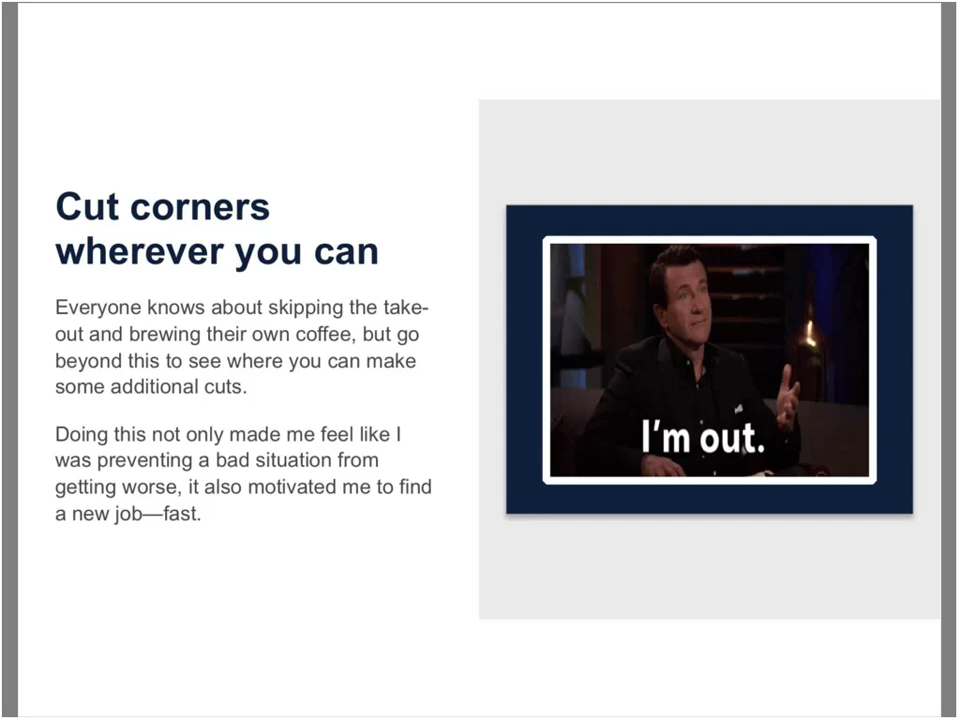 Cut corners
wherever you can
Everyone knows about skipping the take-
out and brewing their own coffee, but go
beyond this to see where you can make
some additional cuts.
Doing this not only made me feel like I
was preventing a bad situation from
getting worse, it also motivated me to find
a new job—fast.
I'm out.